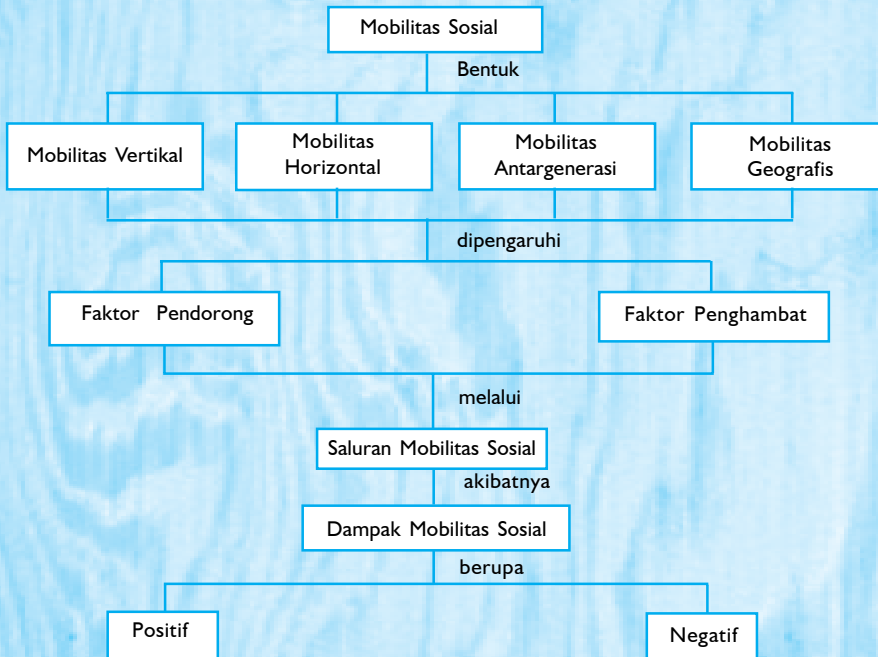 Mobilitas Sosial
Bentuk
Mobilitas Vertikal
Mobilitas
Horizontal
Mobilitas
Antargenerasi
Mobilitas
Geografis
dipengaruhi
Faktor Pendorong
Faktor Penghambat
melalui
Saluran Mobilitas Sosial
akibatnya
Dampak Mobilitas Sosial
berupa
Positif
Negatif